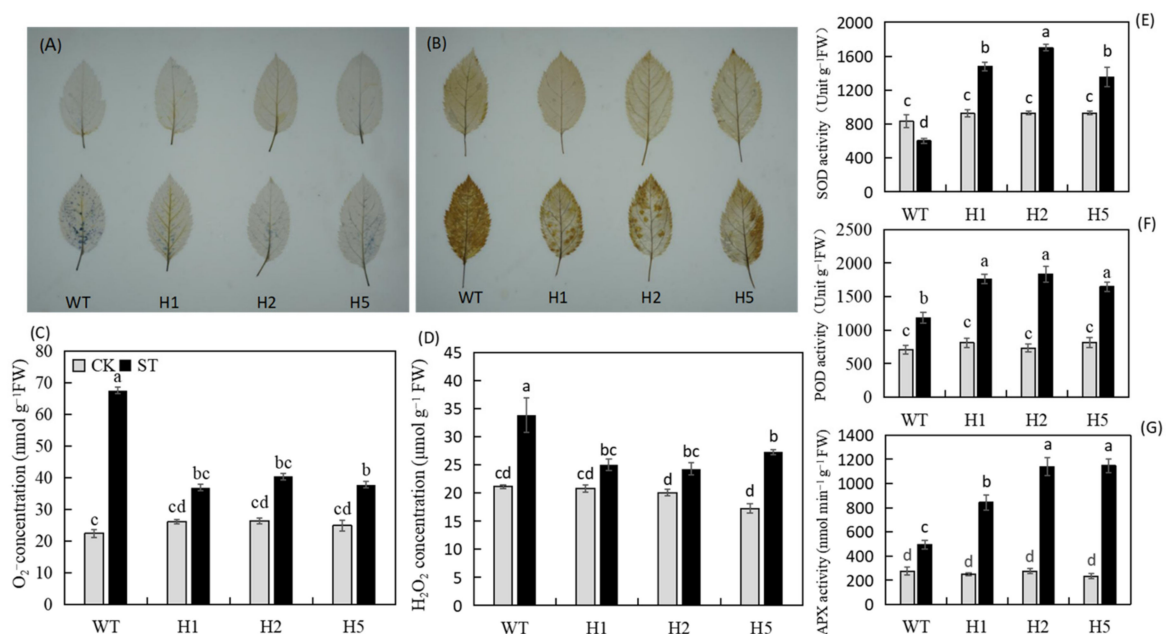 (A)
WT H1 H2 H5
(B)
WT H1 H2 H5
(C)
O₂⁻concentration (nmol g⁻¹FW)
80
70
60
50
40
30
20
10
0
CK ST
c a cd bc cd bc cd b
WT H1 H2 H5
(D)
H₂O₂ concentration (μmol g⁻¹ FW)
45
40
35
30
25
20
15
10
5
0
cd a cd bc d bc d b
WT H1 H2 H5
(E)
SOD activity（Unit g⁻¹FW)
2000
1600
1200
800
400
0
c d c b c a c b
WT H1 H2 H5
(F)
POD activity（Unit g⁻¹FW)
2500
2000
1500
1000
500
0
c b c a c a c a
WT H1 H2 H5
(G)
APX activity (nmol min⁻¹ g⁻¹ FW)
1400
1200
1000
800
600
400
200
0
d c d b d a d a
WT H1 H2 H5